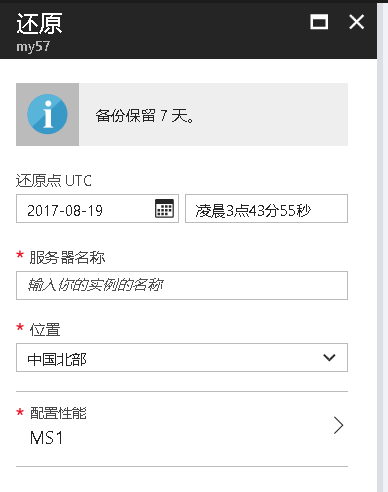 还原
my57
备份保留 7 天。
还原点 UTC
2017-08-19 凌晨3点43分55秒
* 服务器名称
输入你的实例的名称
* 位置
中国北部
* 配置性能
MS1